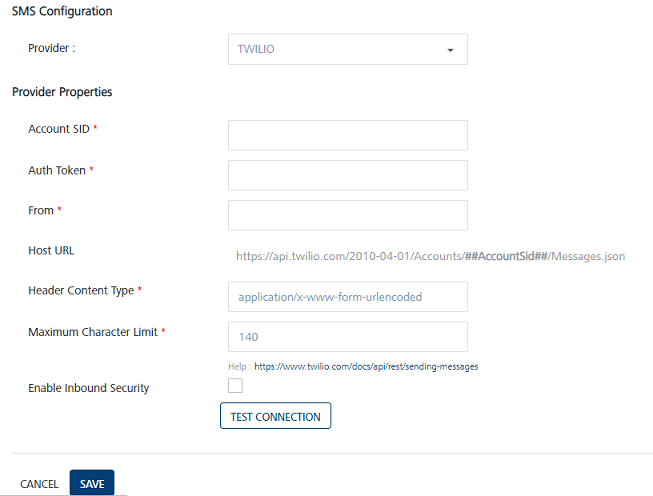 SMS Configuration
Provider :
TWILIO
Provider Properties
Account SID *
Auth Token *
From *
Host URL
https://api.twilio.com/2010-04-01/Accounts/##AccountSid##/Messages.json
Header Content Type *
application/x-www-form-urlencoded
Maximum Character Limit *
140
Help : https://www.twilio.com/docs/api/rest/sending-messages
Enable Inbound Security
TEST CONNECTION
CANCEL SAVE